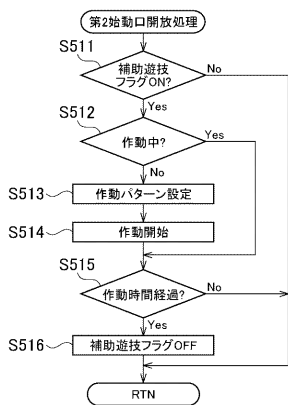 第2始動口開放処理
S511
補助遊技
フラグON?
No
Yes
S512
作動中?
Yes
No
S513
作動パターン設定
S514
作動開始
S515
作動時間経過?
No
Yes
S516
補助遊技フラグOFF
RTN